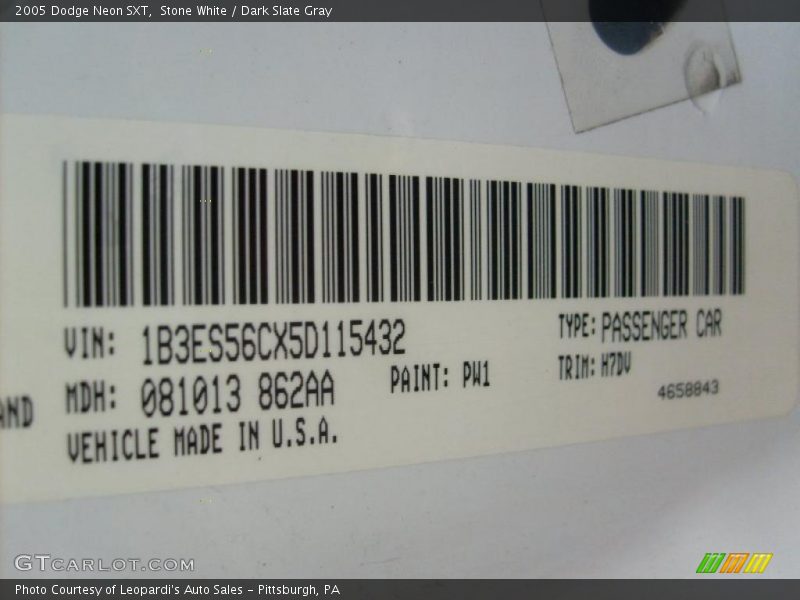 2005 Dodge Neon SXT,  Stone White / Dark Slate Gray
VIN: 1B3ES56CX5D115432
TYPE: PASSENGER CAR
MDH: 081013 862AA
PAINT: PW1
TRIM: H7DV
AND
4658843
VEHICLE MADE IN U.S.A.
GTCARLOT.COM
Photo Courtesy of Leopardi's Auto Sales - Pittsburgh, PA